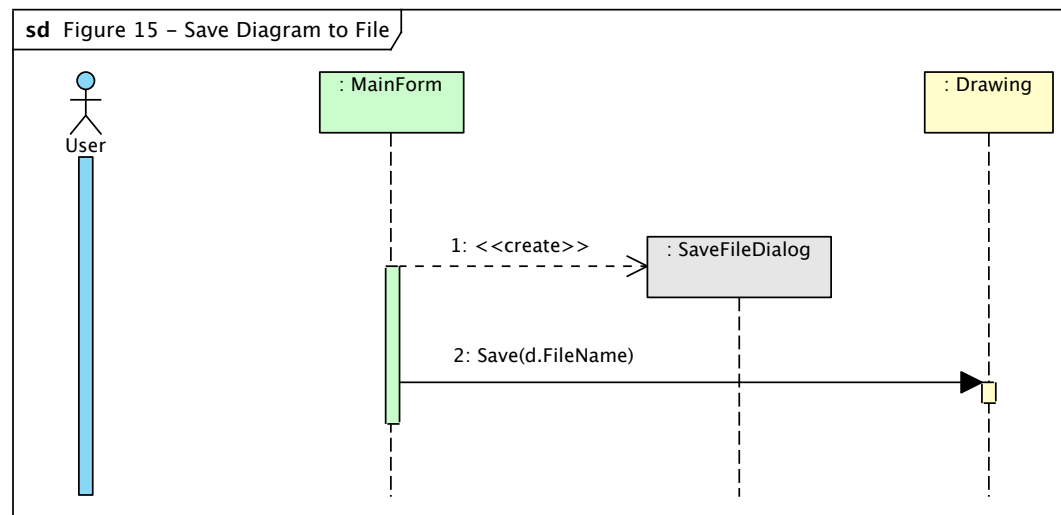 sd Figure 15 – Save Diagram to File
: MainForm
: Drawing
User
1: <<create>>
: SaveFileDialog
2: Save(d.FileName)